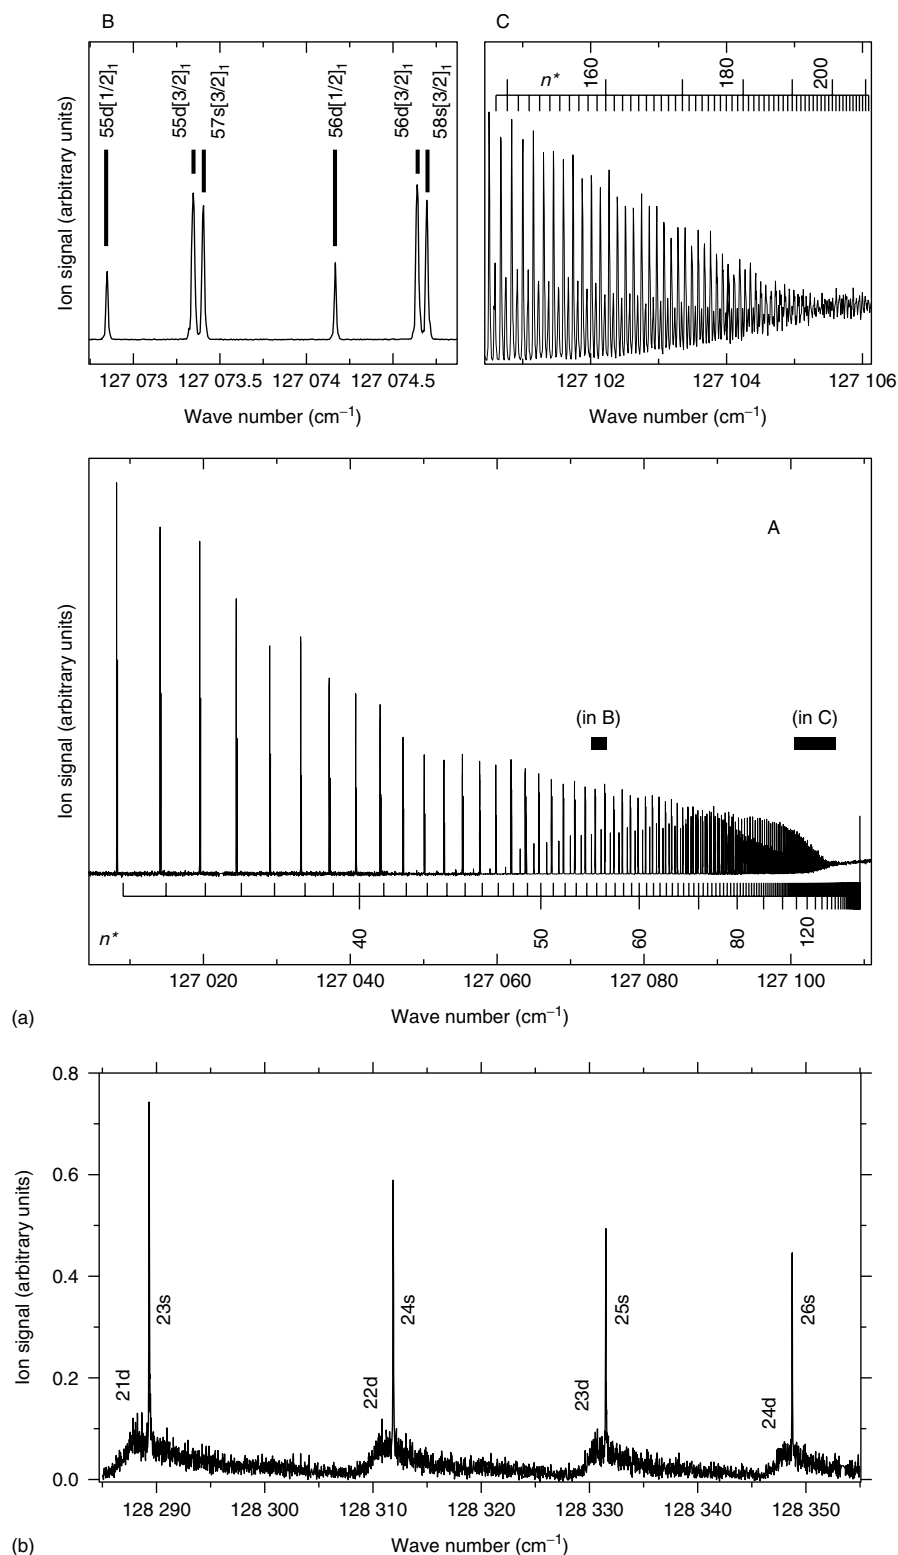 B
55d[1/2]₁
55d[3/2]₁
57s[3/2]₁
56d[1/2]₁
56d[3/2]₁
58s[3/2]₁
Ion signal (arbitrary units)
127 073
127 073.5
127 074
127 074.5
Wave number (cm⁻¹)
C
n*
160
180
200
127 102
127 104
127 106
Wave number (cm⁻¹)
A
(in B)
(in C)
Ion signal (arbitrary units)
n*
40
50
60
80
120
127 020
127 040
127 060
127 080
127 100
(a)
Wave number (cm⁻¹)
0.8
0.6
0.4
0.2
0.0
Ion signal (arbitrary units)
21d
23s
22d
24s
23d
25s
24d
26s
128 290
128 300
128 310
128 320
128 330
128 340
128 350
(b)
Wave number (cm⁻¹)